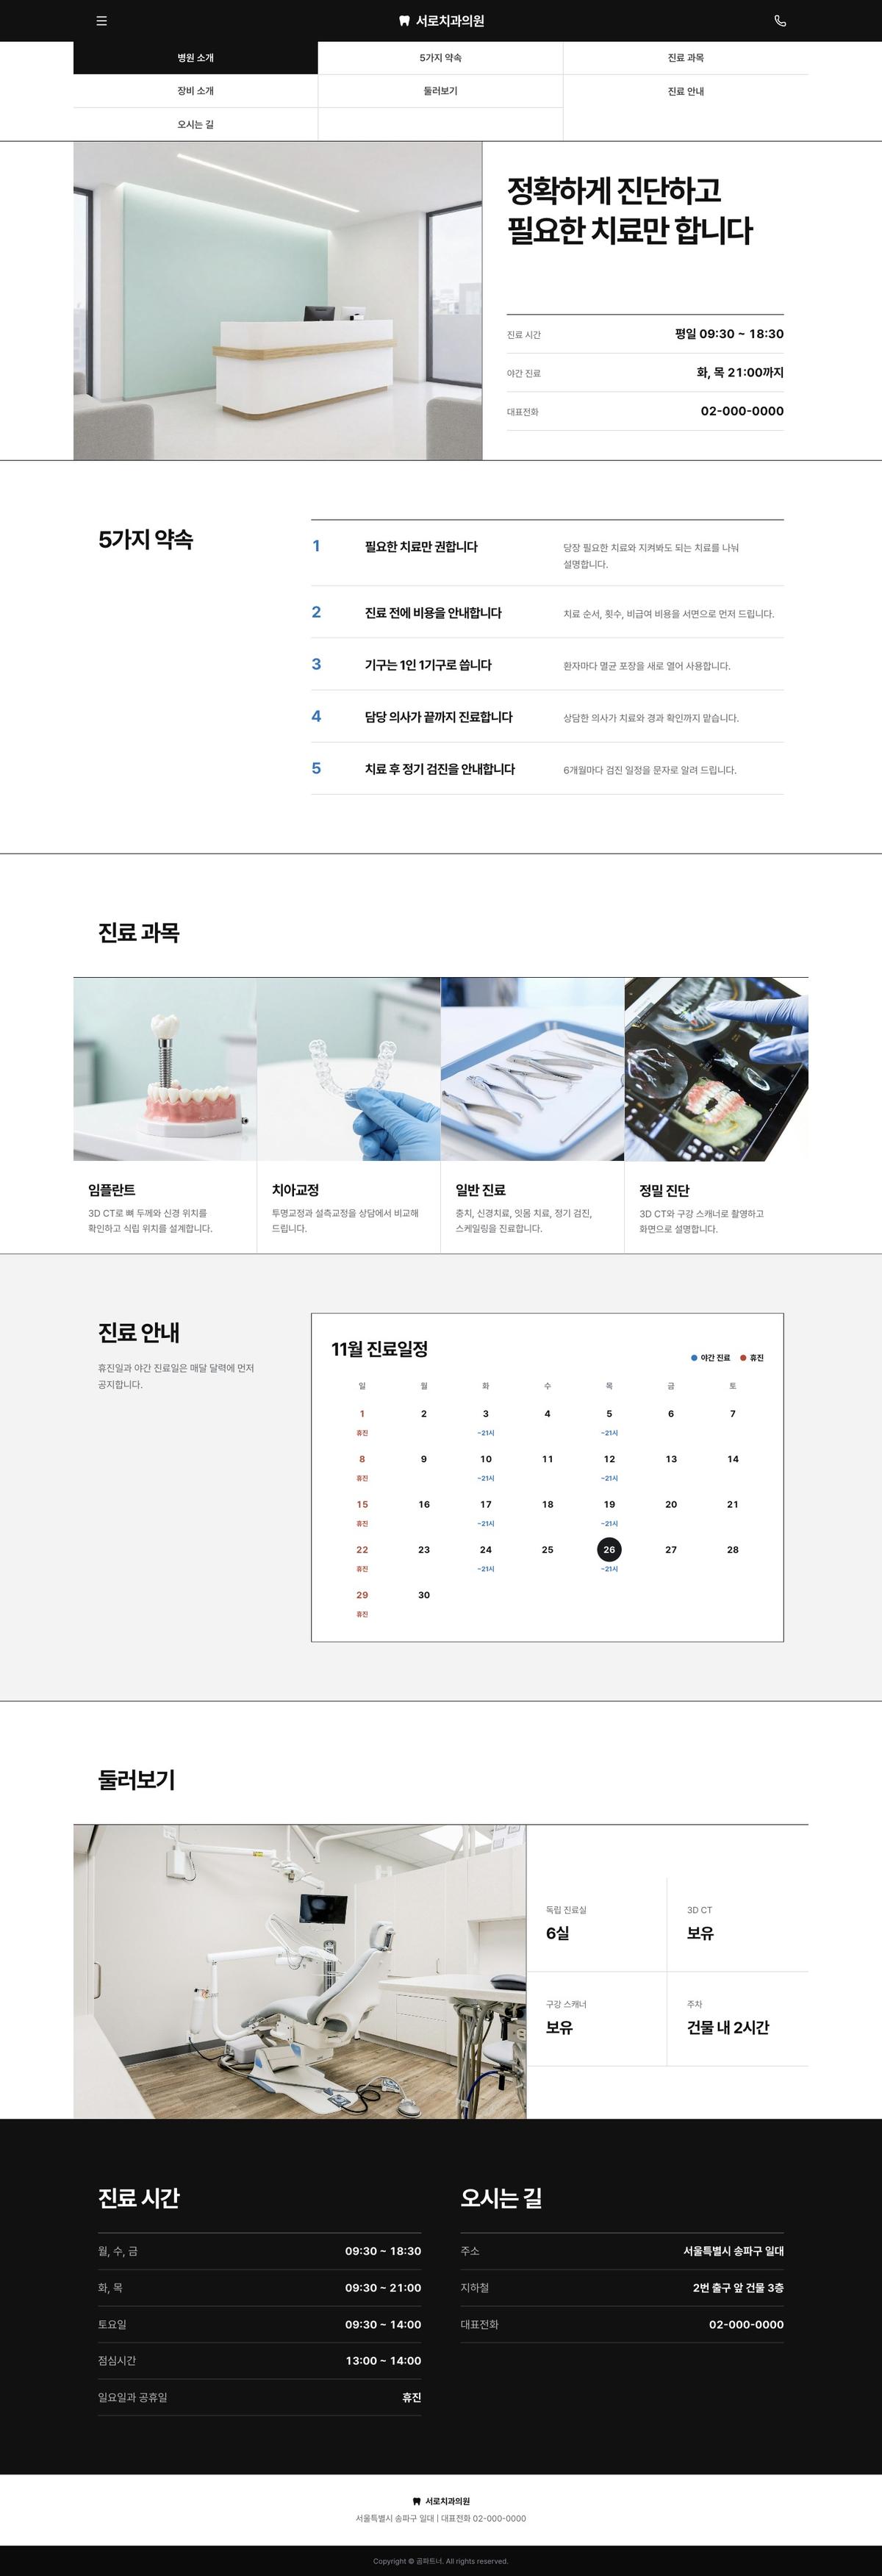 서로치과의원
병원 소개
5가지 약속
진료 과목
장비 소개
둘러보기
진료 안내
오시는 길
정확하게 진단하고
필요한 치료만 합니다
진료 시간 평일 09:30 ~ 18:30
야간 진료 화, 목 21:00까지
대표전화 02-000-0000
5가지 약속
1 필요한 치료만 권합니다 당장 필요한 치료와 지켜봐도 되는 치료를 나눠
설명합니다.
2 진료 전에 비용을 안내합니다 치료 순서, 횟수, 비급여 비용을 서면으로 먼저 드립니다.
3 기구는 1인 1기구로 씁니다 환자마다 멸균 포장을 새로 열어 사용합니다.
4 담당 의사가 끝까지 진료합니다 상담한 의사가 치료와 경과 확인까지 맡습니다.
5 치료 후 정기 검진을 안내합니다 6개월마다 검진 일정을 문자로 알려 드립니다.
진료 과목
임플란트
3D CT로 뼈 두께와 신경 위치를
확인하고 식립 위치를 설계합니다.
치아교정
투명교정과 설측교정을 상담에서 비교해
드립니다.
일반 진료
충치, 신경치료, 잇몸 치료, 정기 검진,
스케일링을 진료합니다.
정밀 진단
3D CT와 구강 스캐너로 촬영하고
화면으로 설명합니다.
진료 안내
휴진일과 야간 진료일은 매달 달력에 먼저
공지합니다.
11월 진료일정
야간 진료 휴진
일 월 화 수 목 금 토
1 2 3 4 5 6 7
휴진 ~21시 ~21시
8 9 10 11 12 13 14
휴진 ~21시 ~21시
15 16 17 18 19 20 21
휴진 ~21시 ~21시
22 23 24 25 26 27 28
휴진 ~21시 ~21시
29 30
휴진
둘러보기
독립 진료실
6실
3D CT
보유
구강 스캐너
보유
주차
건물 내 2시간
진료 시간
월, 수, 금 09:30 ~ 18:30
화, 목 09:30 ~ 21:00
토요일 09:30 ~ 14:00
점심시간 13:00 ~ 14:00
일요일과 공휴일 휴진
오시는 길
주소 서울특별시 송파구 일대
지하철 2번 출구 앞 건물 3층
대표전화 02-000-0000
서로치과의원
서울특별시 송파구 일대 | 대표전화 02-000-0000
Copyright © 곰파트너. All rights reserved.